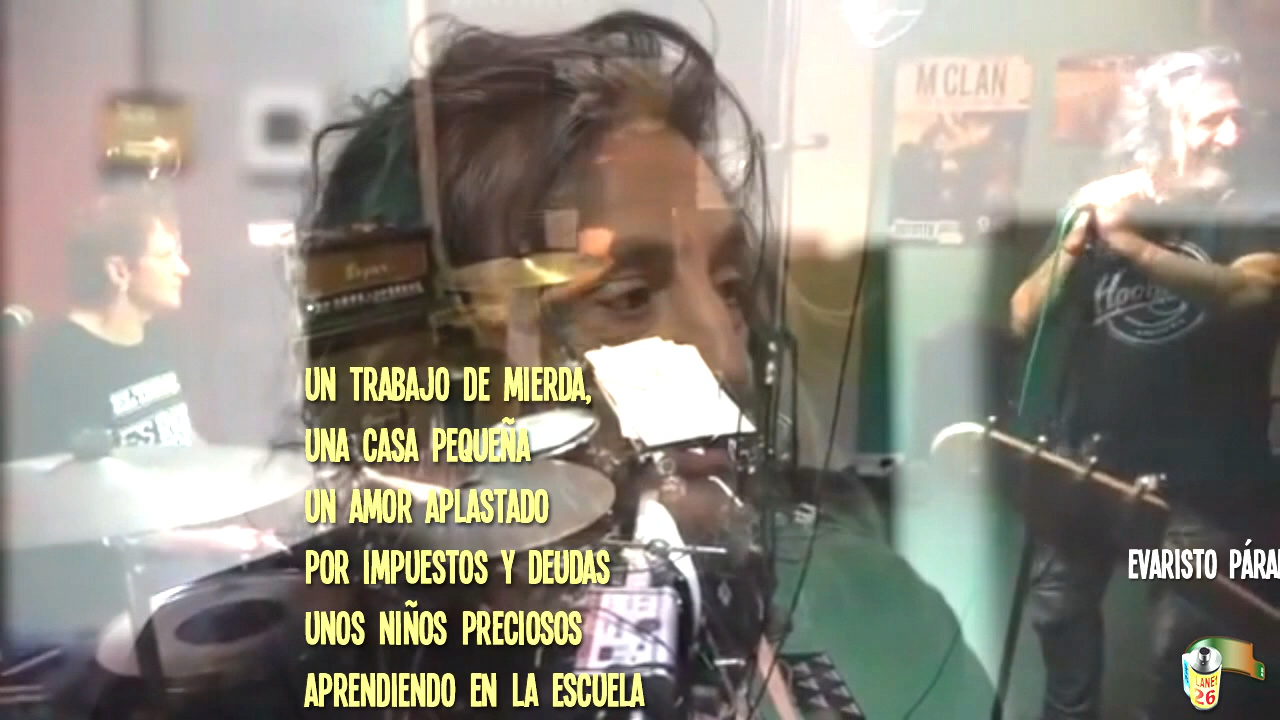 M CLAN
UN TRABAJO DE MIERDA,
UNA CASA PEQUEÑA
UN AMOR APLASTADO
POR IMPUESTOS Y DEUDAS
EVARISTO PÁRA
UNOS NIÑOS PRECIOSOS
APRENDIENDO EN LA ESCUELA
26